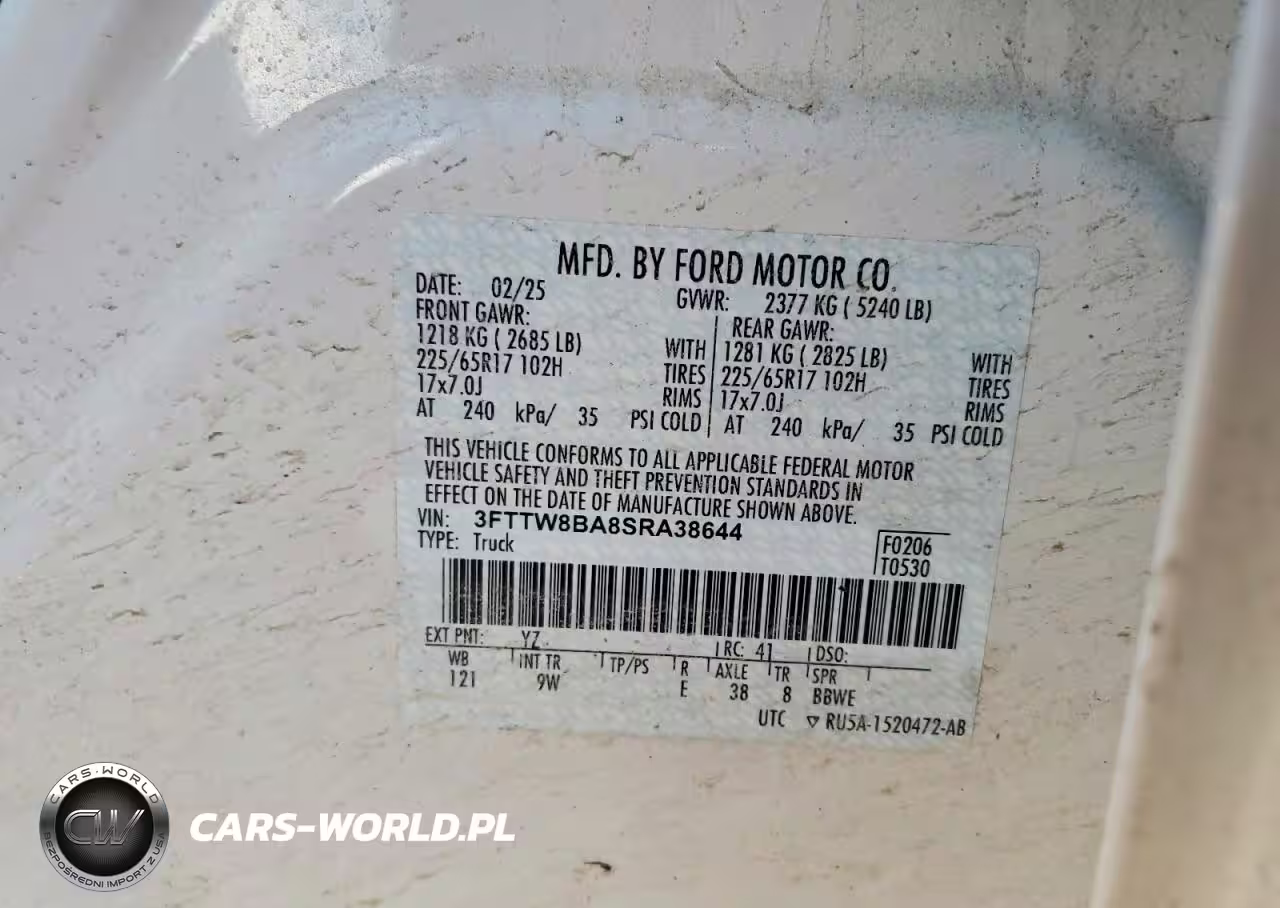 MFD. BY FORD MOTOR CO.
DATE: 02/25 GVWR: 2377 KG ( 5240 LB)
FRONT GAWR: REAR GAWR:
1218 KG ( 2685 LB) WITH 1281 KG ( 2825 LB) WITH
225/65R17 102H TIRES 225/65R17 102H TIRES
17x7.0J RIMS 17x7.0J RIMS
AT 240 kPa/ 35 PSI COLD AT 240 kPa/ 35 PSI COLD
THIS VEHICLE CONFORMS TO ALL APPLICABLE FEDERAL MOTOR
VEHICLE SAFETY AND THEFT PREVENTION STANDARDS IN
EFFECT ON THE DATE OF MANUFACTURE SHOWN ABOVE.
VIN: 3FTTW8BA8SRA38644
TYPE: Truck
F0206
T0530
EXT PNT: YZ RC: 41 DSO:
WB INT TR TP/PS R AXLE TR SPR
121 9W E 38 8 BBWE
UTC ▽ RU5A-1520472-AB
CARS-WORLD
CW
BEZPOŚREDNI IMPORT Z USA
CARS-WORLD.PL